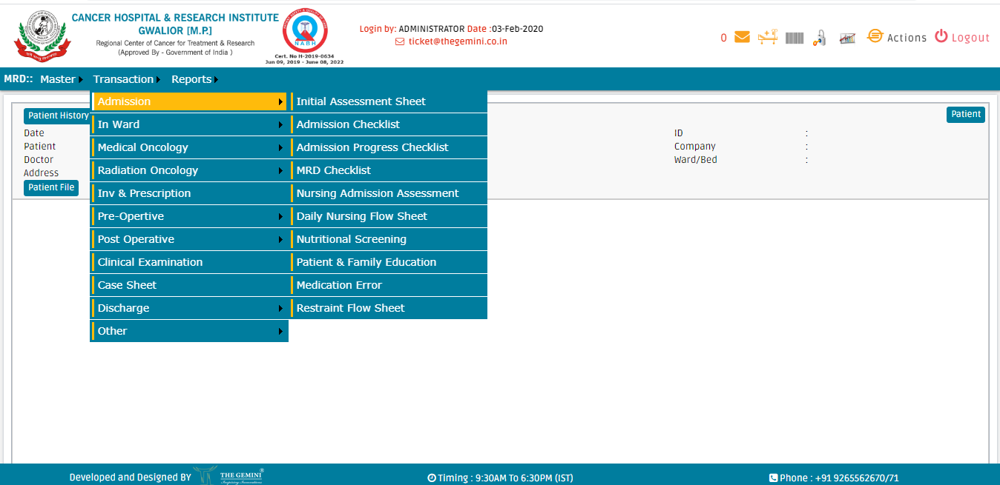 CANCER HOSPITAL & RESEARCH INSTITUTE
GWALIOR [M.P.]
Regional Center of Cancer for Treatment & Research
(Approved By - Government of India )
NABH
Cert. No H-2019-0634
Jun 09, 2019 - June 08, 2022
Login by: ADMINISTRATOR Date :03-Feb-2020
ticket@thegemini.co.in
0
Actions
Logout
MRD:: Master Transaction Reports
Patient History
Date
Patient
Doctor
Address
Patient File
Admission
In Ward
Medical Oncology
Radiation Oncology
Inv & Prescription
Pre-Opertive
Post Operative
Clinical Examination
Case Sheet
Discharge
Other
Initial Assessment Sheet
Admission Checklist
Admission Progress Checklist
MRD Checklist
Nursing Admission Assessment
Daily Nursing Flow Sheet
Nutritional Screening
Patient & Family Education
Medication Error
Restraint Flow Sheet
Patient
ID :
Company :
Ward/Bed :
Developed and Designed BY THE GEMINI®
Inspiring Innovations
Timing : 9:30AM To 6:30PM (IST)
Phone : +91 9265562670/71